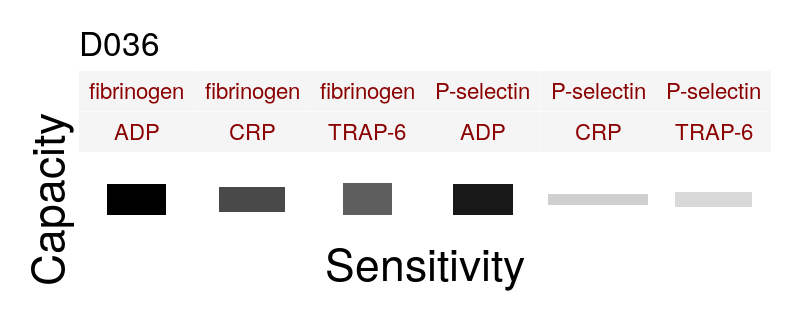 D036
fibrinogen fibrinogen fibrinogen P-selectin P-selectin P-selectin
ADP CRP TRAP-6 ADP CRP TRAP-6
Capacity
Sensitivity